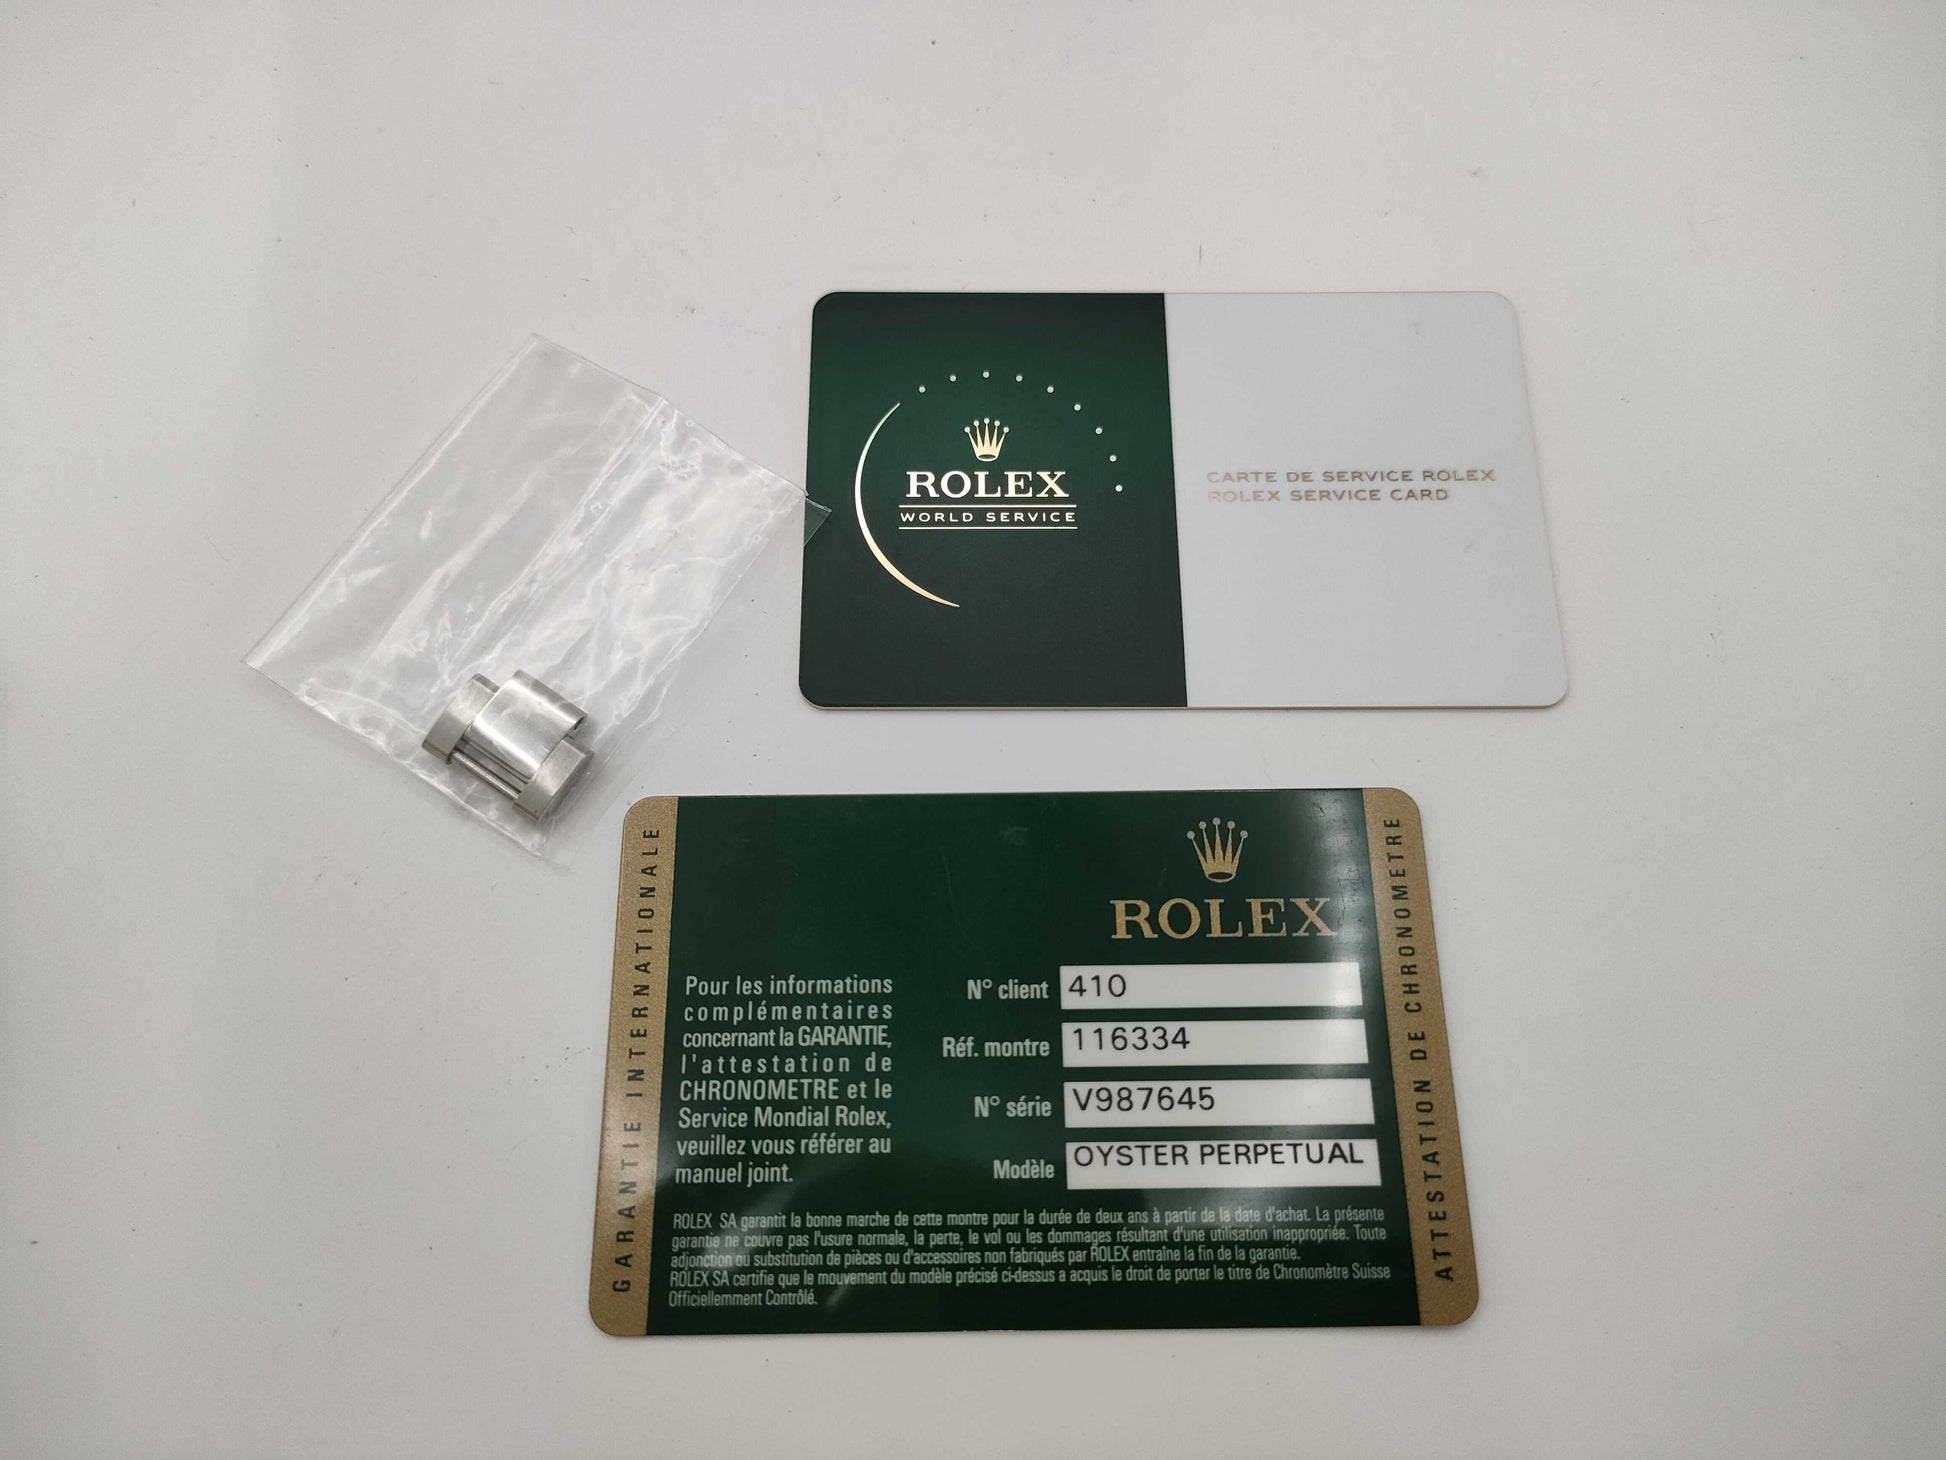 ROLEX
WORLD SERVICE
CARTE DE SERVICE ROLEX
ROLEX SERVICE CARD
GARANTIE INTERNATIONALE
ROLEX
Pour les informations
complémentaires
concernant la GARANTIE,
l'attestation de
CHRONOMETRE et le
Service Mondial Rolex,
veuillez vous référer au
manuel joint.
N° client 410
Réf. montre 116334
N° série V987645
Modèle OYSTER PERPETUAL
ROLEX SA garantit la bonne marche de cette montre pour la durée de deux ans à partir de la date d'achat. La présente
garantie ne couvre pas l'usure normale, la perte, le vol ou les dommages résultant d'une utilisation inappropriée. Toute
adjonction ou substitution de pièces ou d'accessoires non fabriqués par ROLEX entraîne la fin de la garantie.
ROLEX SA certifie que le mouvement du modèle précisé ci-dessus a acquis le droit de porter le titre de Chronomètre Suisse
Officiellemment Contrôlé.
ATTESTATION DE CHRONOMETRE